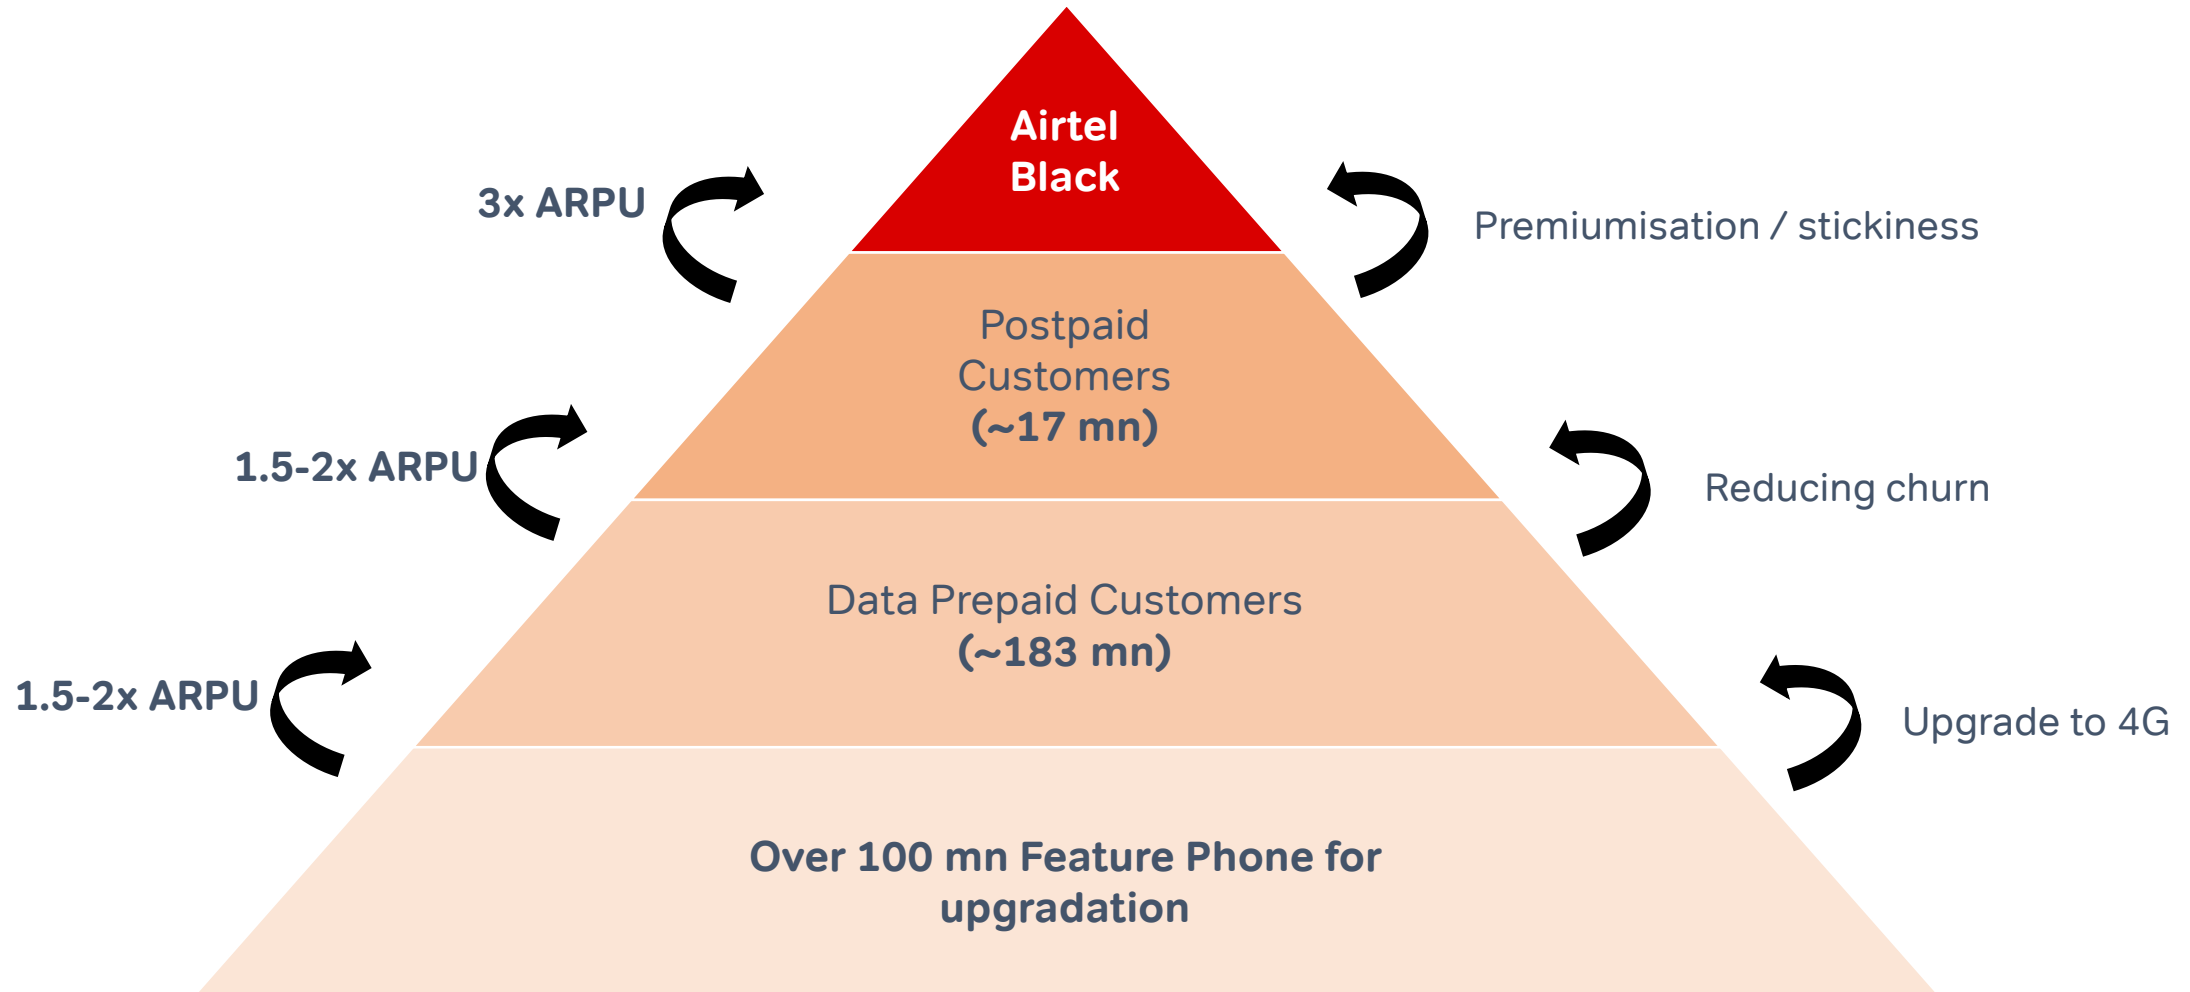 Airtel
Black
3x ARPU
Premiumisation / stickiness
Postpaid
Customers
(~17 mn)
1.5-2x ARPU
Reducing churn
Data Prepaid Customers
(~183 mn)
1.5-2x ARPU
Upgrade to 4G
Over 100 mn Feature Phone for
upgradation